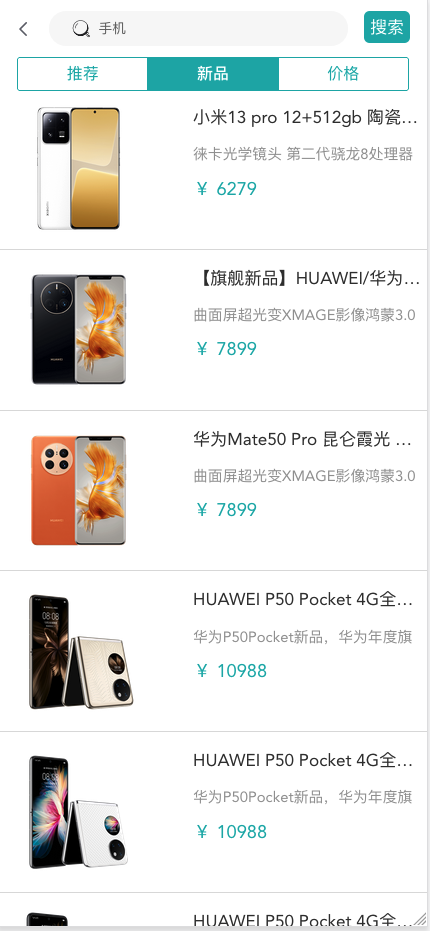 手机
搜索
推荐 新品 价格
小米13 pro 12+512gb 陶瓷…
徕卡光学镜头 第二代骁龙8处理器
¥ 6279
【旗舰新品】HUAWEI/华为…
曲面屏超光变XMAGE影像鸿蒙3.0
¥ 7899
华为Mate50 Pro 昆仑霞光 …
曲面屏超光变XMAGE影像鸿蒙3.0
¥ 7899
HUAWEI P50 Pocket 4G全…
华为P50Pocket新品，华为年度旗
¥ 10988
HUAWEI P50 Pocket 4G全…
华为P50Pocket新品，华为年度旗
¥ 10988
HUAWEI P50 Pocket 4G全…